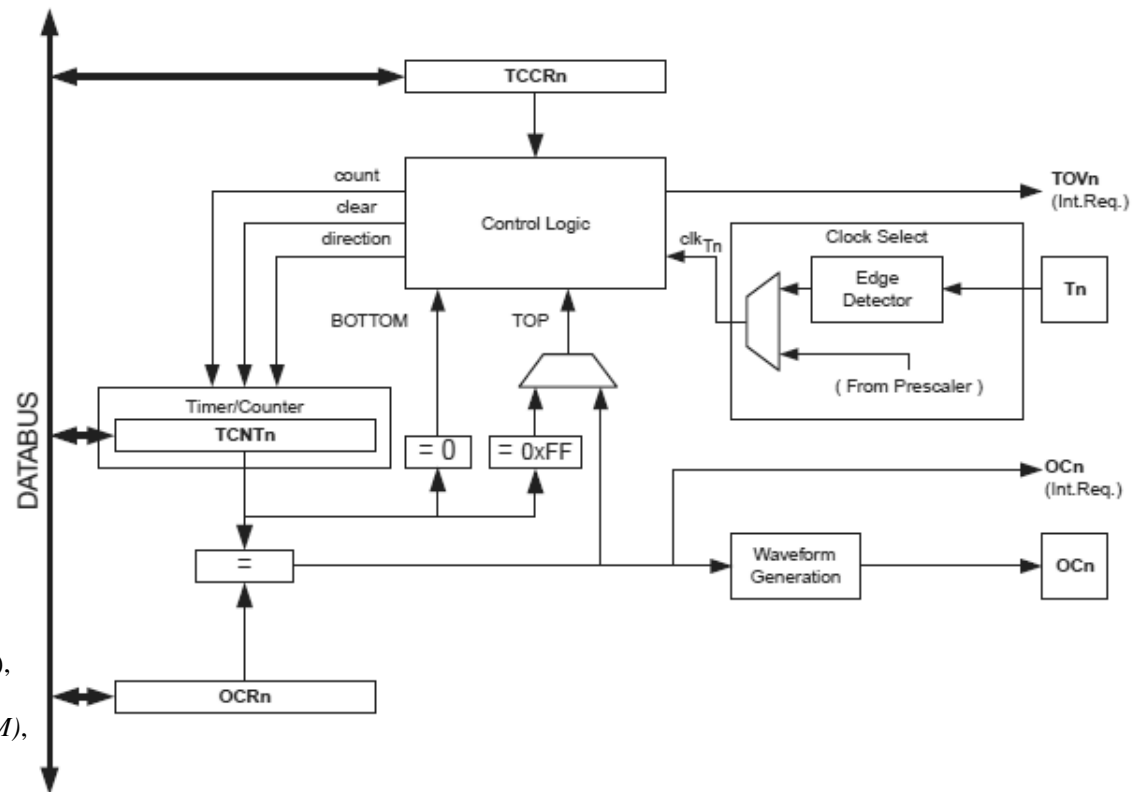 TCCRn
count
clear
direction
Control Logic
TOVn
(Int.Req.)
clkTn
Clock Select
Edge
Detector
Tn
BOTTOM
TOP
( From Prescaler )
Timer/Counter
TCNTn
= 0
= 0xFF
DATABUS
OCn
(Int.Req.)
=
Waveform
Generation
OCn
),
OCRn
M),